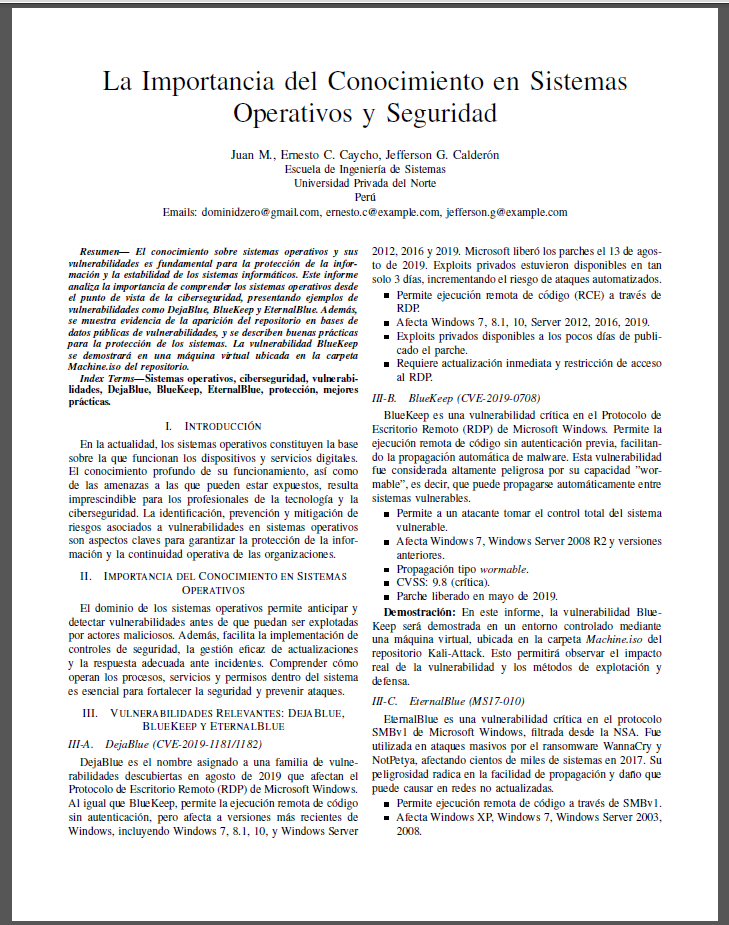 La Importancia del Conocimiento en Sistemas
Operativos y Seguridad
Juan M., Ernesto C. Caycho, Jefferson G. Calderón
Escuela de Ingeniería de Sistemas
Universidad Privada del Norte
Perú
Emails: dominidzero@gmail.com, ernesto.c@example.com, jefferson.g@example.com
Resumen— El conocimiento sobre sistemas operativos y sus
vulnerabilidades es fundamental para la protección de la infor-
mación y la estabilidad de los sistemas informáticos. Este informe
analiza la importancia de comprender los sistemas operativos desde
el punto de vista de la ciberseguridad, presentando ejemplos de
vulnerabilidades como DejaBlue, BlueKeep y EternalBlue. Además,
se muestra evidencia de la aparición del repositorio en bases de
datos públicas de vulnerabilidades, y se describen buenas prácticas
para la protección de los sistemas. La vulnerabilidad BlueKeep
se demostrará en una máquina virtual ubicada en la carpeta
Machine.iso del repositorio.
Index Terms—Sistemas operativos, ciberseguridad, vulnerabi-
lidades, DejaBlue, BlueKeep, EternalBlue, protección, mejores
prácticas.
I. Introducción
En la actualidad, los sistemas operativos constituyen la base
sobre la que funcionan los dispositivos y servicios digitales.
El conocimiento profundo de su funcionamiento, así como
de las amenazas a las que pueden estar expuestos, resulta
imprescindible para los profesionales de la tecnología y la
ciberseguridad. La identificación, prevención y mitigación de
riesgos asociados a vulnerabilidades en sistemas operativos
son aspectos claves para garantizar la protección de la infor-
mación y la continuidad operativa de las organizaciones.
II. Importancia del Conocimiento en Sistemas
Operativos
El dominio de los sistemas operativos permite anticipar y
detectar vulnerabilidades antes de que puedan ser explotadas
por actores maliciosos. Además, facilita la implementación de
controles de seguridad, la gestión eficaz de actualizaciones
y la respuesta adecuada ante incidentes. Comprender cómo
operan los procesos, servicios y permisos dentro del sistema
es esencial para fortalecer la seguridad y prevenir ataques.
III. Vulnerabilidades Relevantes: DejaBlue,
BlueKeep y EternalBlue
III-A. DejaBlue (CVE-2019-1181/1182)
DejaBlue es el nombre asignado a una familia de vulne-
rabilidades descubiertas en agosto de 2019 que afectan el
Protocolo de Escritorio Remoto (RDP) de Microsoft Windows.
Al igual que BlueKeep, permite la ejecución remota de código
sin autenticación, pero afecta a versiones más recientes de
Windows, incluyendo Windows 7, 8.1, 10, y Windows Server
2012, 2016 y 2019. Microsoft liberó los parches el 13 de agos-
to de 2019. Exploits privados estuvieron disponibles en tan
solo 3 días, incrementando el riesgo de ataques automatizados.
■ Permite ejecución remota de código (RCE) a través de
RDP.
■ Afecta Windows 7, 8.1, 10, Server 2012, 2016, 2019.
■ Exploits privados disponibles a los pocos días de publi-
cado el parche.
■ Requiere actualización inmediata y restricción de acceso
al RDP.
III-B. BlueKeep (CVE-2019-0708)
BlueKeep es una vulnerabilidad crítica en el Protocolo de
Escritorio Remoto (RDP) de Microsoft Windows. Permite la
ejecución remota de código sin autenticación previa, facilitan-
do la propagación automática de malware. Esta vulnerabilidad
fue considerada altamente peligrosa por su capacidad "wor-
mable", es decir, que puede propagarse automáticamente entre
sistemas vulnerables.
■ Permite a un atacante tomar el control total del sistema
vulnerable.
■ Afecta Windows 7, Windows Server 2008 R2 y versiones
anteriores.
■ Propagación tipo wormable.
■ CVSS: 9.8 (crítica).
■ Parche liberado en mayo de 2019.
Demostración: En este informe, la vulnerabilidad Blue-
Keep será demostrada en un entorno controlado mediante
una máquina virtual, ubicada en la carpeta Machine.iso del
repositorio Kali-Attack. Esto permitirá observar el impacto
real de la vulnerabilidad y los métodos de explotación y
defensa.
III-C. EternalBlue (MS17-010)
EternalBlue es una vulnerabilidad crítica en el protocolo
SMBv1 de Microsoft Windows, filtrada desde la NSA. Fue
utilizada en ataques masivos por el ransomware WannaCry y
NotPetya, afectando cientos de miles de sistemas en 2017. Su
peligrosidad radica en la facilidad de propagación y daño que
puede causar en redes no actualizadas.
■ Permite ejecución remota de código a través de SMBv1.
■ Afecta Windows XP, Windows 7, Windows Server 2003,
2008.